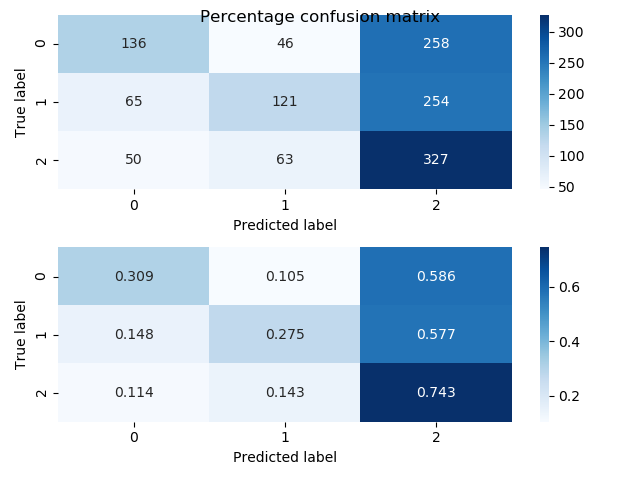 Percentage confusion matrix
0 136 46 258
1 65 121 254
2 50 63 327
0 1 2
True label
Predicted label
300
250
200
150
100
50
0 0.309 0.105 0.586
1 0.148 0.275 0.577
2 0.114 0.143 0.743
0 1 2
True label
Predicted label
0.6
0.4
0.2